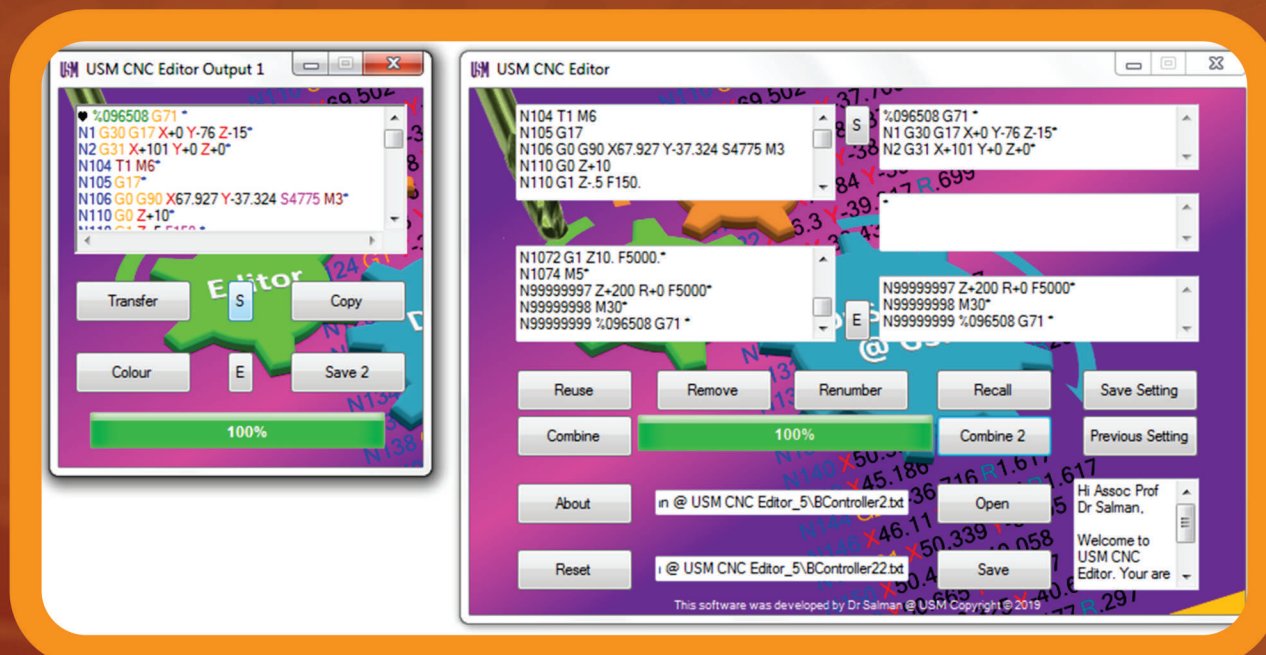 USM CNC Editor Output 1
%096508 G71 *
N1 G30 G17 X+0 Y-76 Z-15*
N2 G31 X+101 Y+0 Z+0*
N104 T1 M6*
N105 G17*
N106 G0 G90 X67.927 Y-37.324 S4775 M3*
N110 G0 Z+10*
Editor
Transfer
S
Copy
Colour
E
Save 2
100%
USM CNC Editor
N104 T1 M6
N105 G17
N106 G0 G90 X67.927 Y-37.324 S4775 M3
N110 G0 Z+10
N110 G1 Z-.5 F150.
S
%096508 G71 *
N1 G30 G17 X+0 Y-76 Z-15*
N2 G31 X+101 Y+0 Z+0*
*
N1072 G1 Z10. F5000.*
N1074 M5*
N99999997 Z+200 R+0 F5000*
N99999998 M30*
N99999999 %096508 G71 *
E
N99999997 Z+200 R+0 F5000*
N99999998 M30*
N99999999 %096508 G71 *
Reuse
Remove
Renumber
Recall
Save Setting
Combine
100%
Combine 2
Previous Setting
About
@ USM CNC Editor_5\BController2.txt
Open
Hi Assoc Prof
Dr Salman,
Welcome to
USM CNC
Editor. Your are
Reset
@ USM CNC Editor_5\BController22.txt
Save
This software was developed by Dr Salman @ USM Copyright © 2019